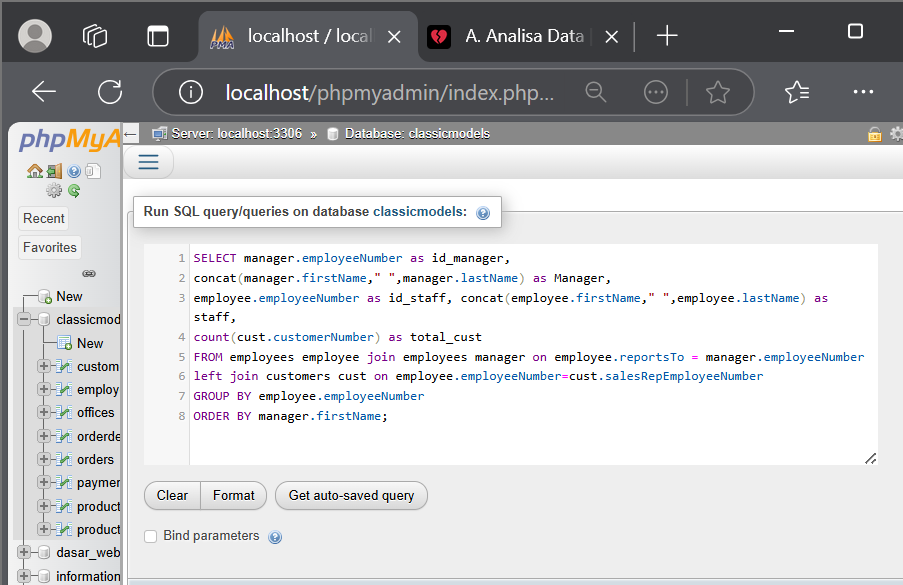 localhost / local
A. Analisa Data
localhost/phpmyadmin/index.php...
phpMyA
Server: localhost:3306 » Database: classicmodels
Recent
Favorites
New
classicmod
New
custom
employ
offices
orderde
orders
paymen
product
product
dasar_web
information
Run SQL query/queries on database classicmodels:
1 SELECT manager.employeeNumber as id_manager,
2 concat(manager.firstName," ",manager.lastName) as Manager,
3 employee.employeeNumber as id_staff, concat(employee.firstName," ",employee.lastName) as
staff,
4 count(cust.customerNumber) as total_cust
5 FROM employees employee join employees manager on employee.reportsTo = manager.employeeNumber
6 left join customers cust on employee.employeeNumber=cust.salesRepEmployeeNumber
7 GROUP BY employee.employeeNumber
8 ORDER BY manager.firstName;
Clear Format Get auto-saved query
Bind parameters